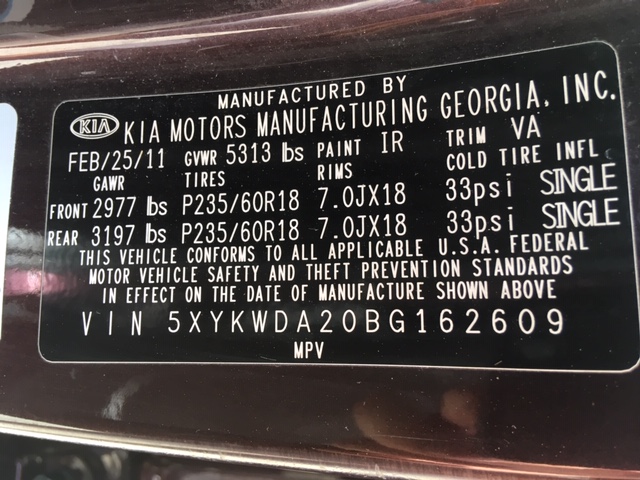 MANUFACTURED BY
KIA KIA MOTORS MANUFACTURING GEORGIA, INC.
FEB/25/11 GVWR 5313 lbs PAINT IR TRIM VA
GAWR TIRES RIMS COLD TIRE INFL
FRONT 2977 lbs P235/60R18 7.0JX18 33psi SINGLE
REAR 3197 lbs P235/60R18 7.0JX18 33psi SINGLE
THIS VEHICLE CONFORMS TO ALL APPLICABLE U.S.A. FEDERAL
MOTOR VEHICLE SAFETY AND THEFT PREVENTION STANDARDS
IN EFFECT ON THE DATE OF MANUFACTURE SHOWN ABOVE
VIN 5XYKWDA20BG162609
MPV